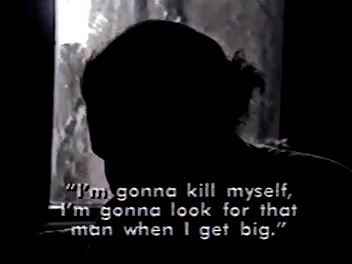 “I'm gonna kill myself,
I'm gonna look for that
man when I get big.”